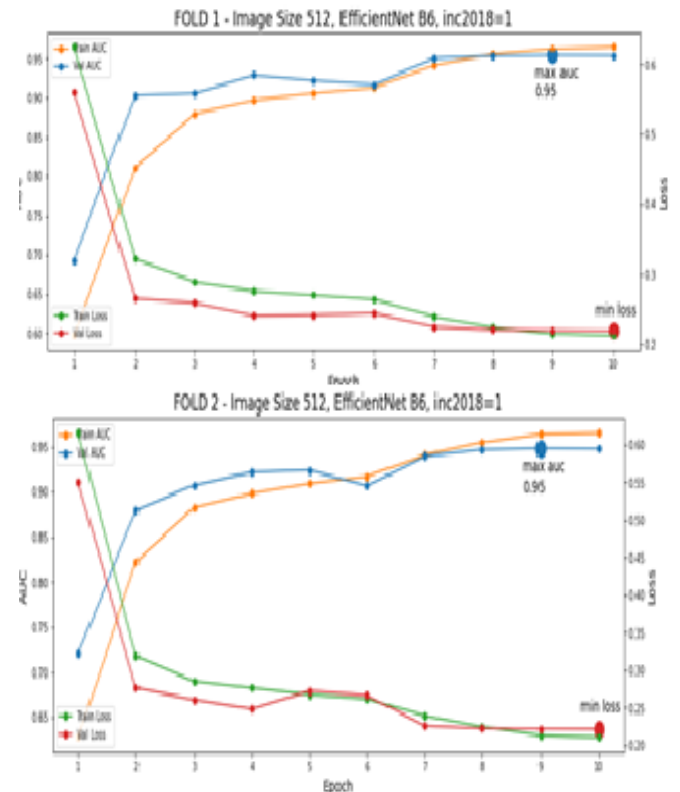 FOLD 1 - Image Size 512, EfficientNet B6, inc2018=1
Train AUC
Val AUC
0.95
0.90
0.85
0.80
0.75
0.70
0.65
0.60
0.6
0.5
0.4
0.3
0.2
Loss
max auc
0.95
min loss
Train Loss
Val Loss
1 2 3 4 5 6 7 8 9 10
Epoch
FOLD 2 - Image Size 512, EfficientNet B6, inc2018=1
Train AUC
Val AUC
0.95
0.90
0.85
0.80
0.75
0.70
0.65
AUC
0.60
0.55
0.50
0.45
0.40
0.35
0.30
0.25
0.20
Loss
max auc
0.95
min loss
Train Loss
Val Loss
1 2 3 4 5 6 7 8 9 10
Epoch